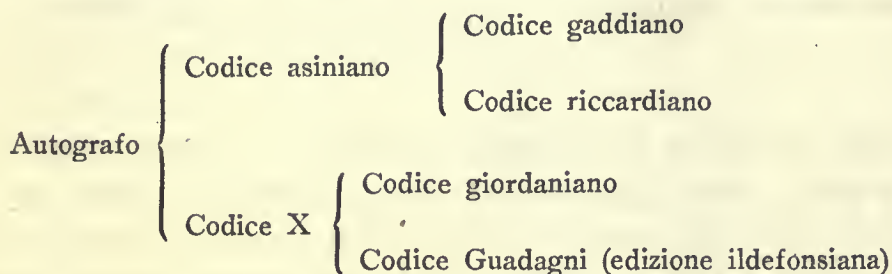 Codice gaddiano
Codice asiniano
Codice riccardiano
Autografo
Codice giordaniano
Codice X
Codice Guadagni (edizione ildefonsiana)